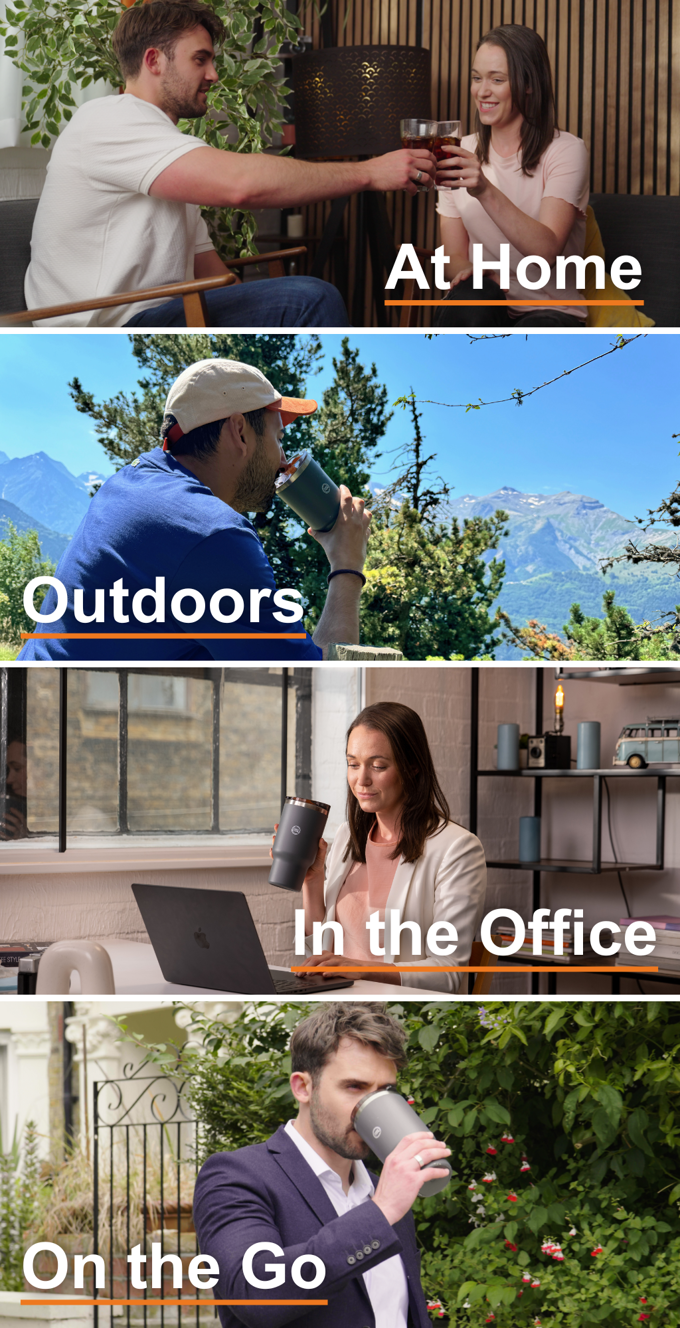 At Home
Outdoors
In the Office
On the Go